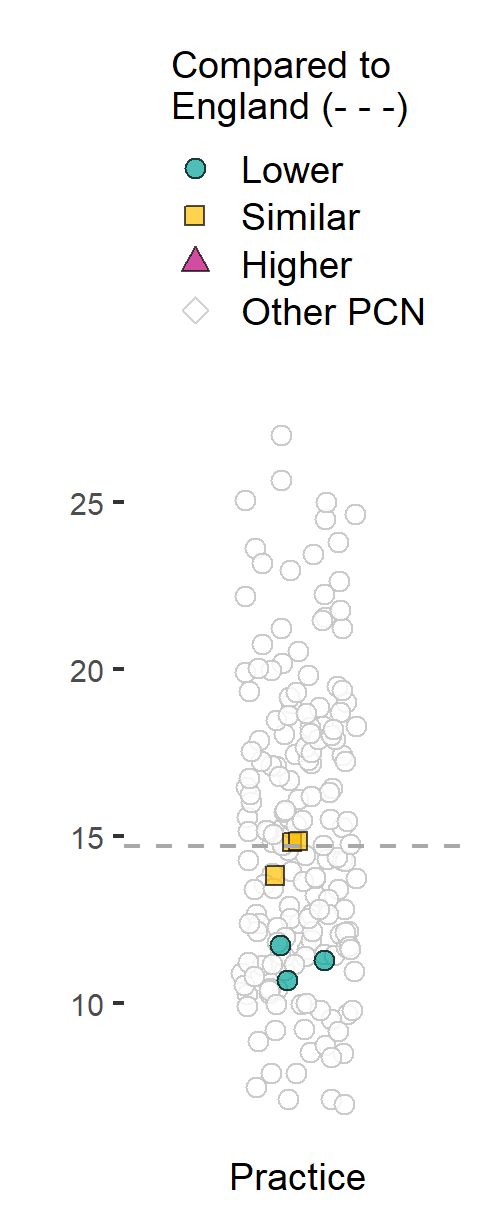 Compared to
England (- - -)
Lower
Similar
Higher
Other PCN
25
20
15
10
Practice